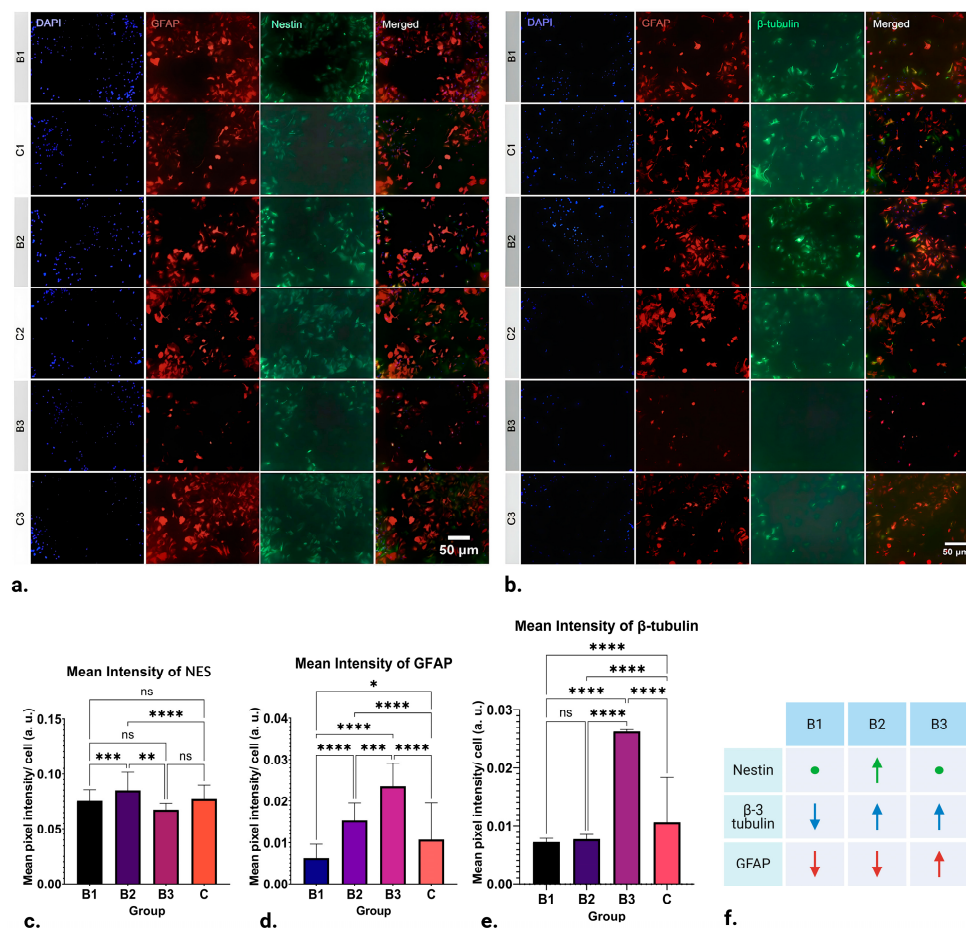 DAPI GFAP Nestin Merged
B1
C1
B2
C2
B3
C3
50 µm
a.
DAPI GFAP β-tubulin Merged
B1
C1
B2
C2
B3
C3
50 µm
b.
Mean Intensity of NES
ns
****
ns
*** ** ns
0.15
0.10
0.05
0.00
Mean pixel intensity/ cell (a. u.)
B1 B2 B3 C
Group
c.
Mean Intensity of GFAP
*
****
****
**** *** ****
0.04
0.03
0.02
0.01
0.00
Mean pixel intensity/ cell (a. u.)
B1 B2 B3 C
Group
d.
Mean Intensity of β-tubulin
****
****
**** ****
ns ****
0.03
0.02
0.01
0.00
Mean pixel intensity/ cell (a. u.)
B1 B2 B3 C
Group
e.
B1 B2 B3
Nestin
β-3
tubulin
GFAP
f.